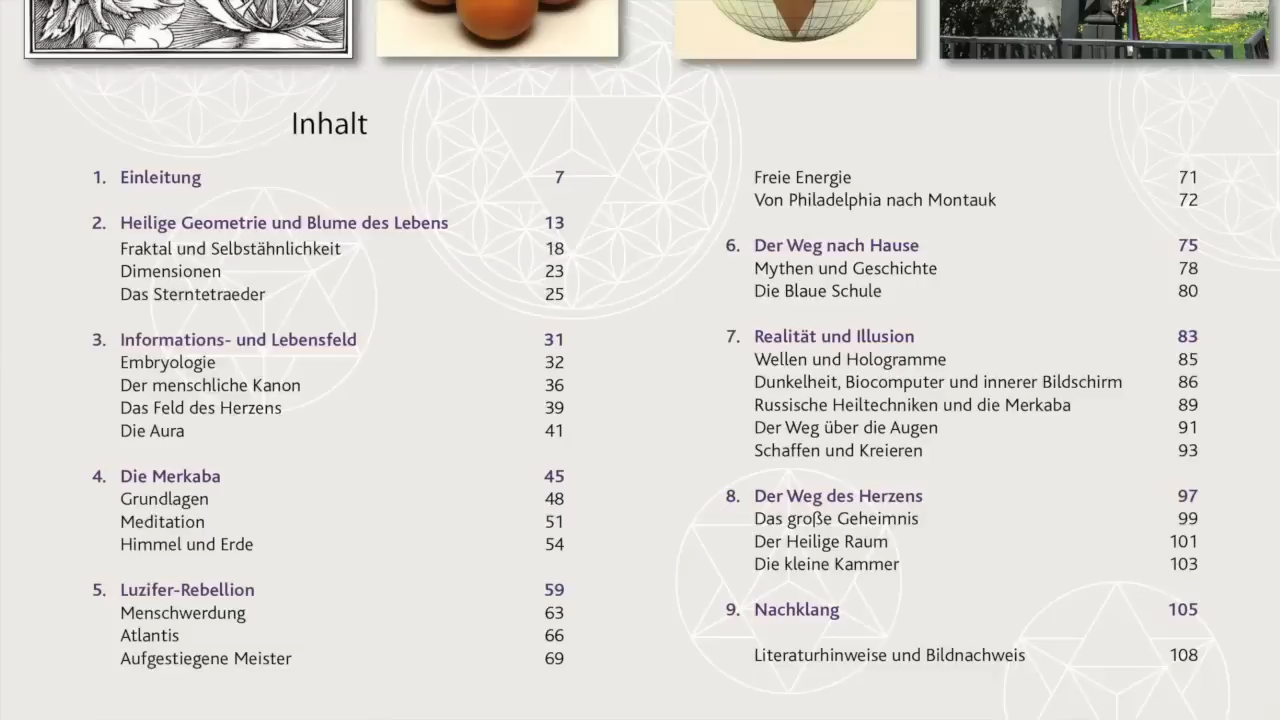 Inhalt
1. Einleitung 7
2. Heilige Geometrie und Blume des Lebens 13
Fraktal und Selbstähnlichkeit 18
Dimensionen 23
Das Sterntetraeder 25
3. Informations- und Lebensfeld 31
Embryologie 32
Der menschliche Kanon 36
Das Feld des Herzens 39
Die Aura 41
4. Die Merkaba 45
Grundlagen 48
Meditation 51
Himmel und Erde 54
5. Luzifer-Rebellion 59
Menschwerdung 63
Atlantis 66
Aufgestiegene Meister 69
Freie Energie 71
Von Philadelphia nach Montauk 72
6. Der Weg nach Hause 75
Mythen und Geschichte 78
Die Blaue Schule 80
7. Realität und Illusion 83
Wellen und Hologramme 85
Dunkelheit, Biocomputer und innerer Bildschirm 86
Russische Heiltechniken und die Merkaba 89
Der Weg über die Augen 91
Schaffen und Kreieren 93
8. Der Weg des Herzens 97
Das große Geheimnis 99
Der Heilige Raum 101
Die kleine Kammer 103
9. Nachklang 105
Literaturhinweise und Bildnachweis 108